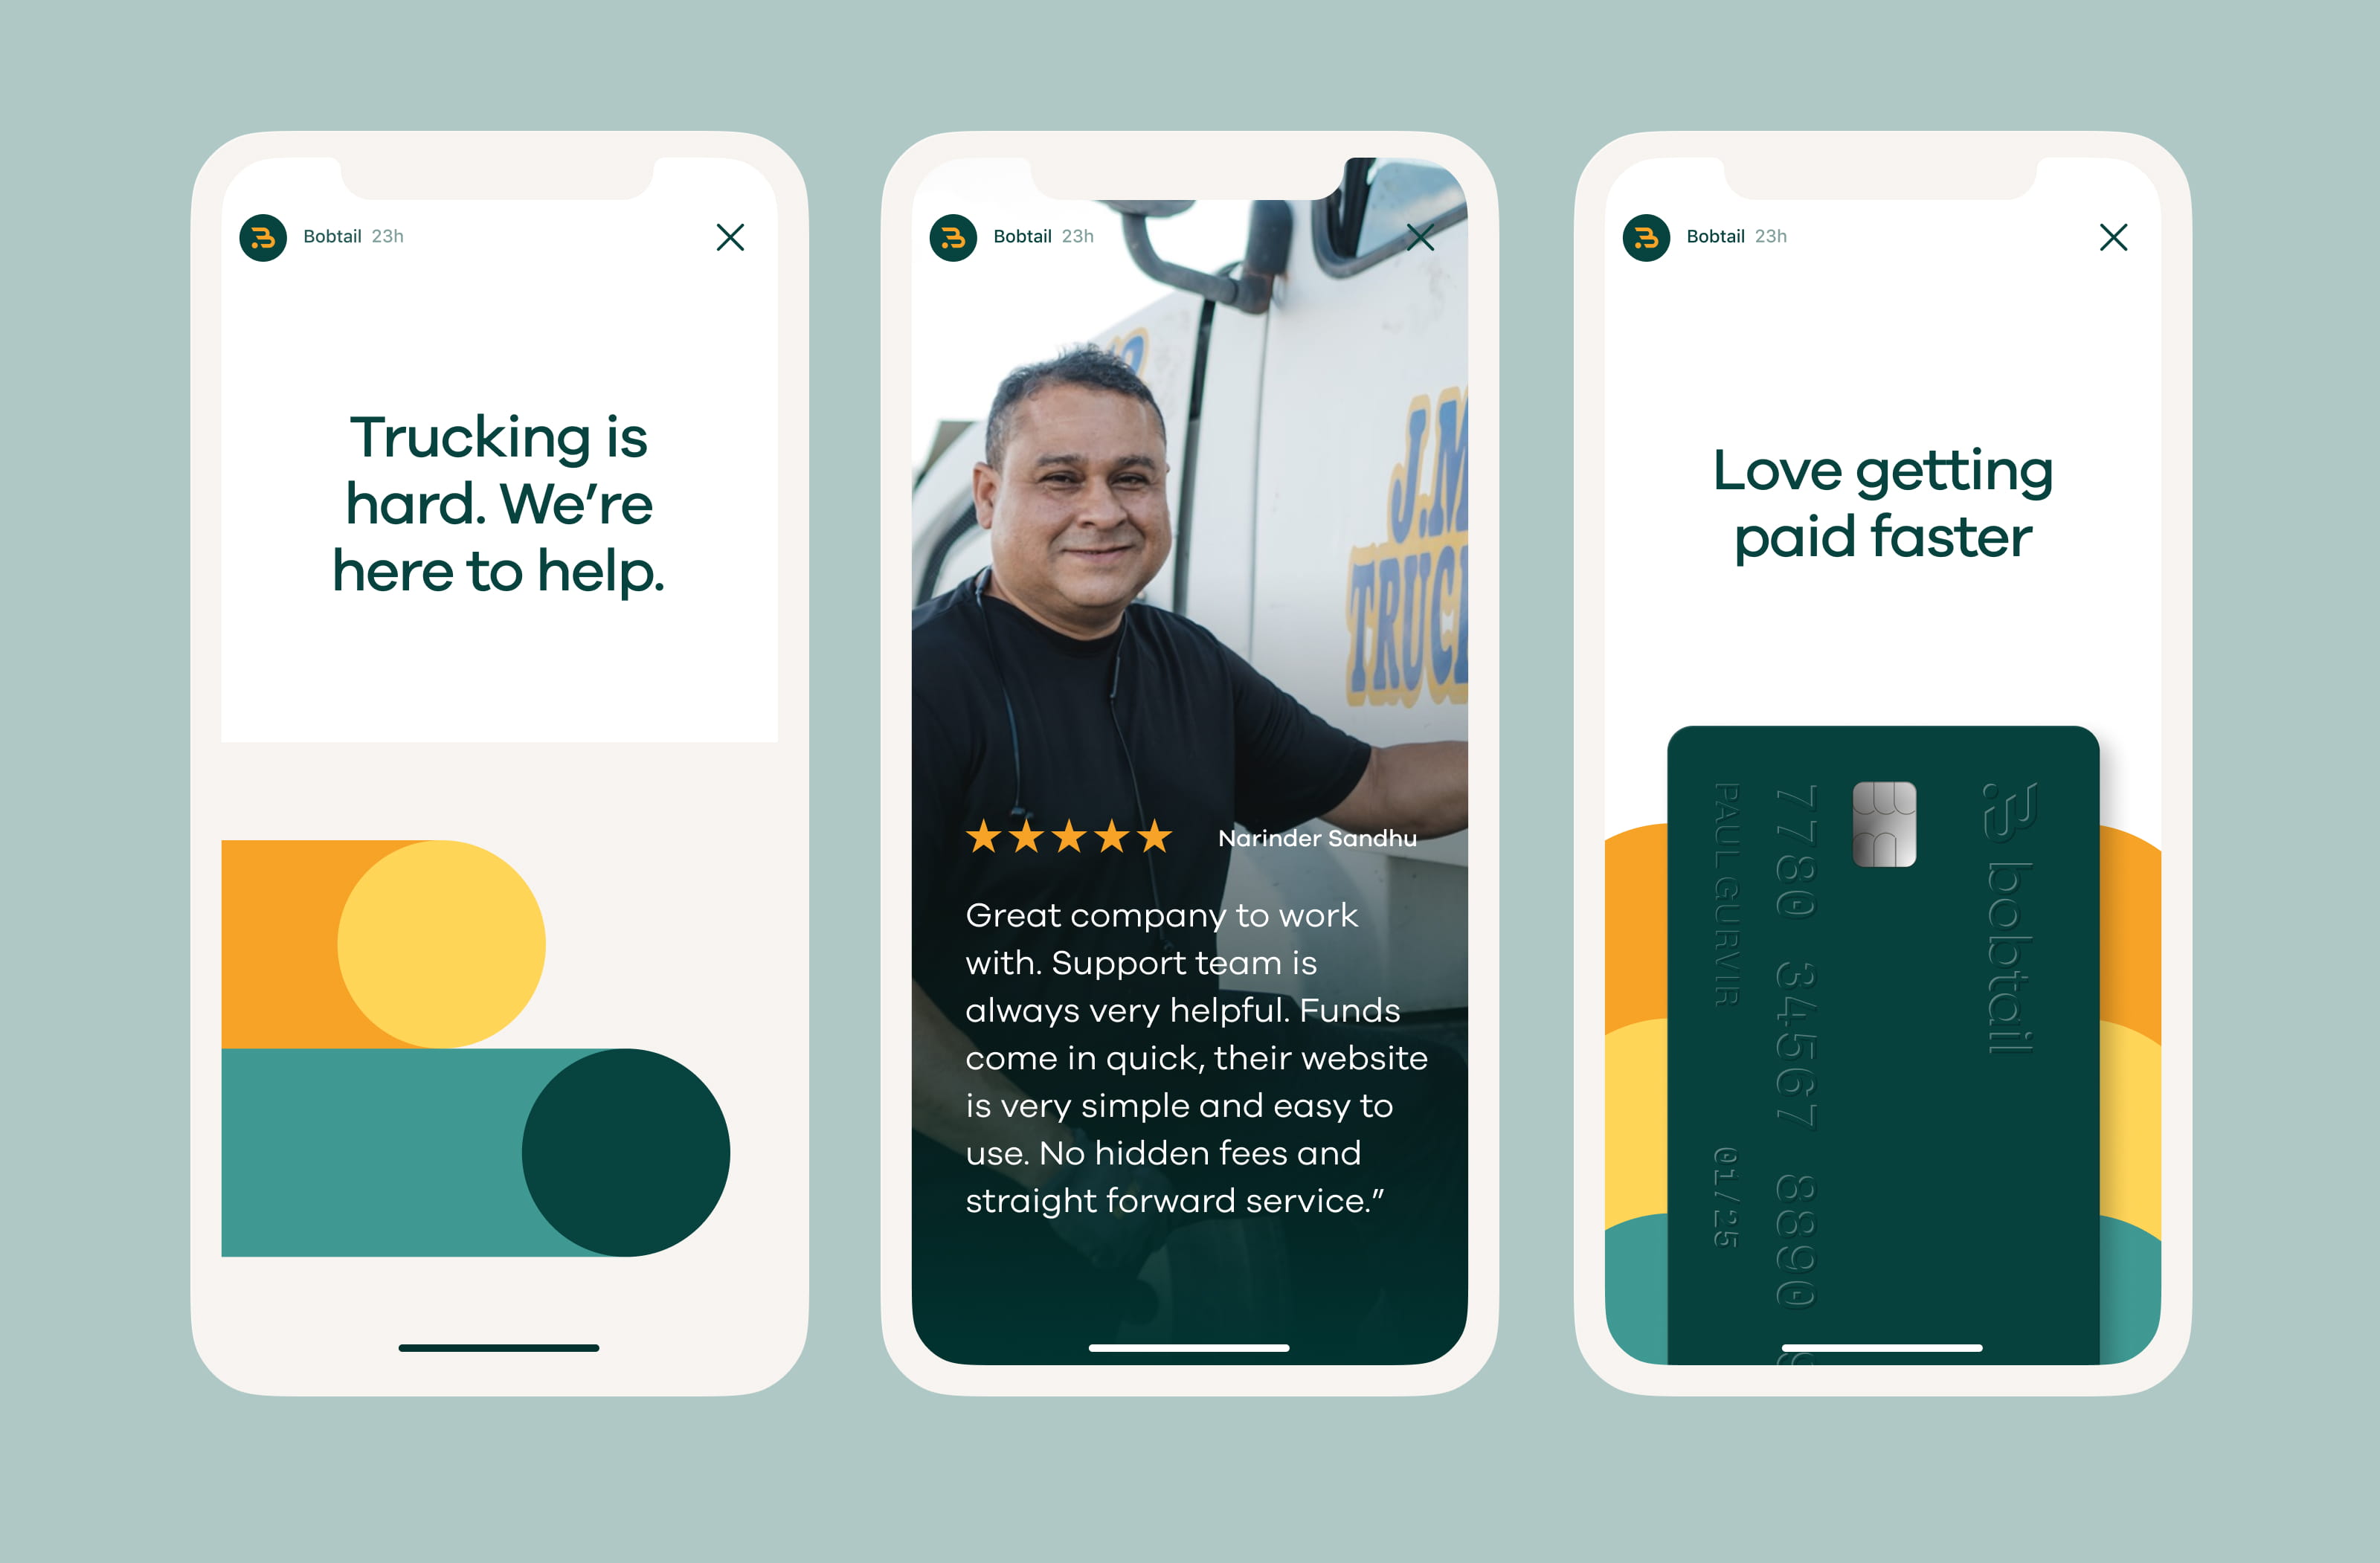 Bobtail 23h
Trucking is
hard. We’re
here to help.
Bobtail 23h
J.M
TRUC
Narinder Sandhu
Great company to work
with. Support team is
always very helpful. Funds
come in quick, their website
is very simple and easy to
use. No hidden fees and
straight forward service.”
Bobtail 23h
Love getting
paid faster
bobtail
7780 34567 8890 9
PAUL GURVIR 01/25